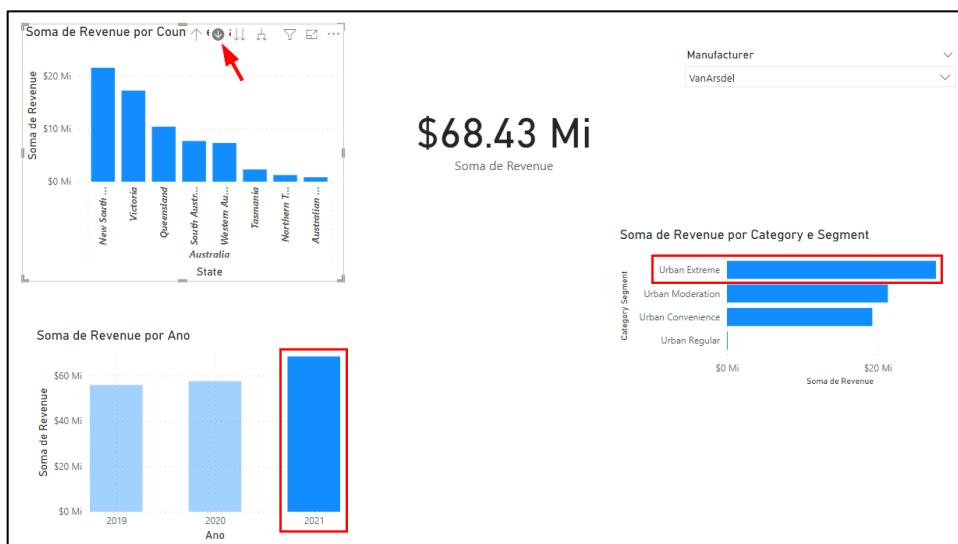 Soma de Revenue por Coun
Soma de Revenue
$20 Mi
$10 Mi
$0 Mi
New South ...
Victoria
Queensland
South Austr...
Western Au...
Tasmania
Northern T...
Australian ...
Australia
State
$68.43 Mi
Soma de Revenue
Manufacturer
VanArsdel
Soma de Revenue por Category e Segment
Category Segment
Urban Extreme
Urban Moderation
Urban Convenience
Urban Regular
$0 Mi
$20 Mi
Soma de Revenue
Soma de Revenue por Ano
Soma de Revenue
$60 Mi
$40 Mi
$20 Mi
$0 Mi
2019
2020
2021
Ano